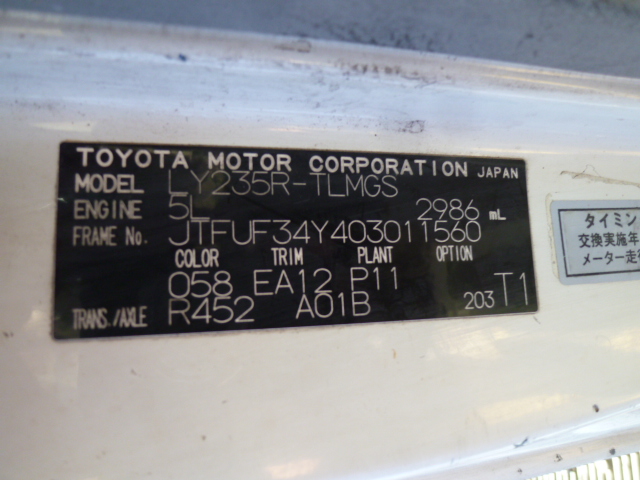 TOYOTA MOTOR CORPORATION JAPAN
MODEL LY235R-TLMGS
ENGINE 5L 2986 mL
FRAME No. JTFUF34Y403011560
COLOR TRIM PLANT OPTION
058 EA12 P11
TRANS./AXLE R452 A01B 203 T1
タイミン
交換実施年
メーター走行